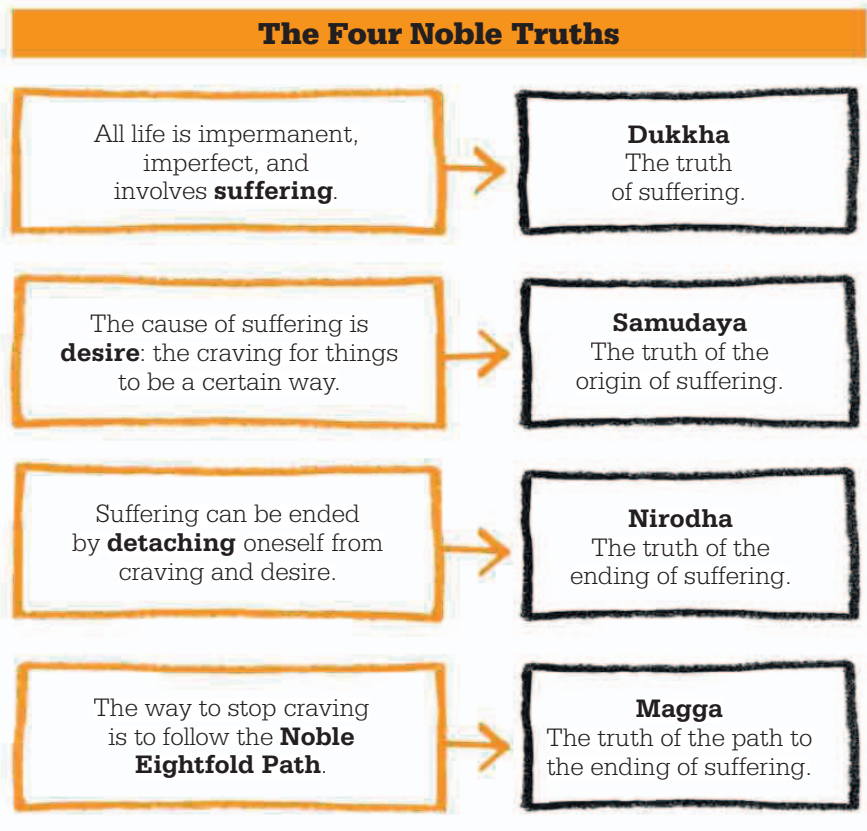 The Four Noble Truths
All life is impermanent,
imperfect, and
involves suffering.
Dukkha
The truth
of suffering.
The cause of suffering is
desire: the craving for things
to be a certain way.
Samudaya
The truth of the
origin of suffering.
Suffering can be ended
by detaching oneself from
craving and desire.
Nirodha
The truth of the
ending of suffering.
The way to stop craving
is to follow the Noble
Eightfold Path.
Magga
The truth of the path to
the ending of suffering.